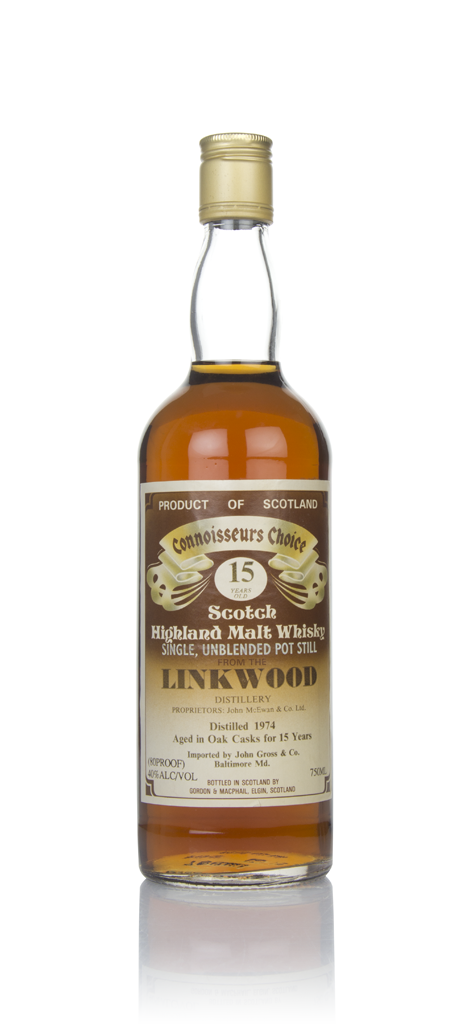 PRODUCT OF SCOTLAND
Connoisseurs Choice
15
YEARS
OLD
Scotch
Highland Malt Whisky
SINGLE, UNBLENDED POT STILL
FROM THE
LINKWOOD
DISTILLERY
PROPRIETORS: John McEwan & Co. Ltd.
Distilled 1974
Aged in Oak Casks for 15 Years
Imported by John Gross & Co.
Baltimore Md.
(80PROOF)
40%ALC/VOL
750ML
BOTTLED IN SCOTLAND BY
GORDON & MACPHAIL, ELGIN, SCOTLAND